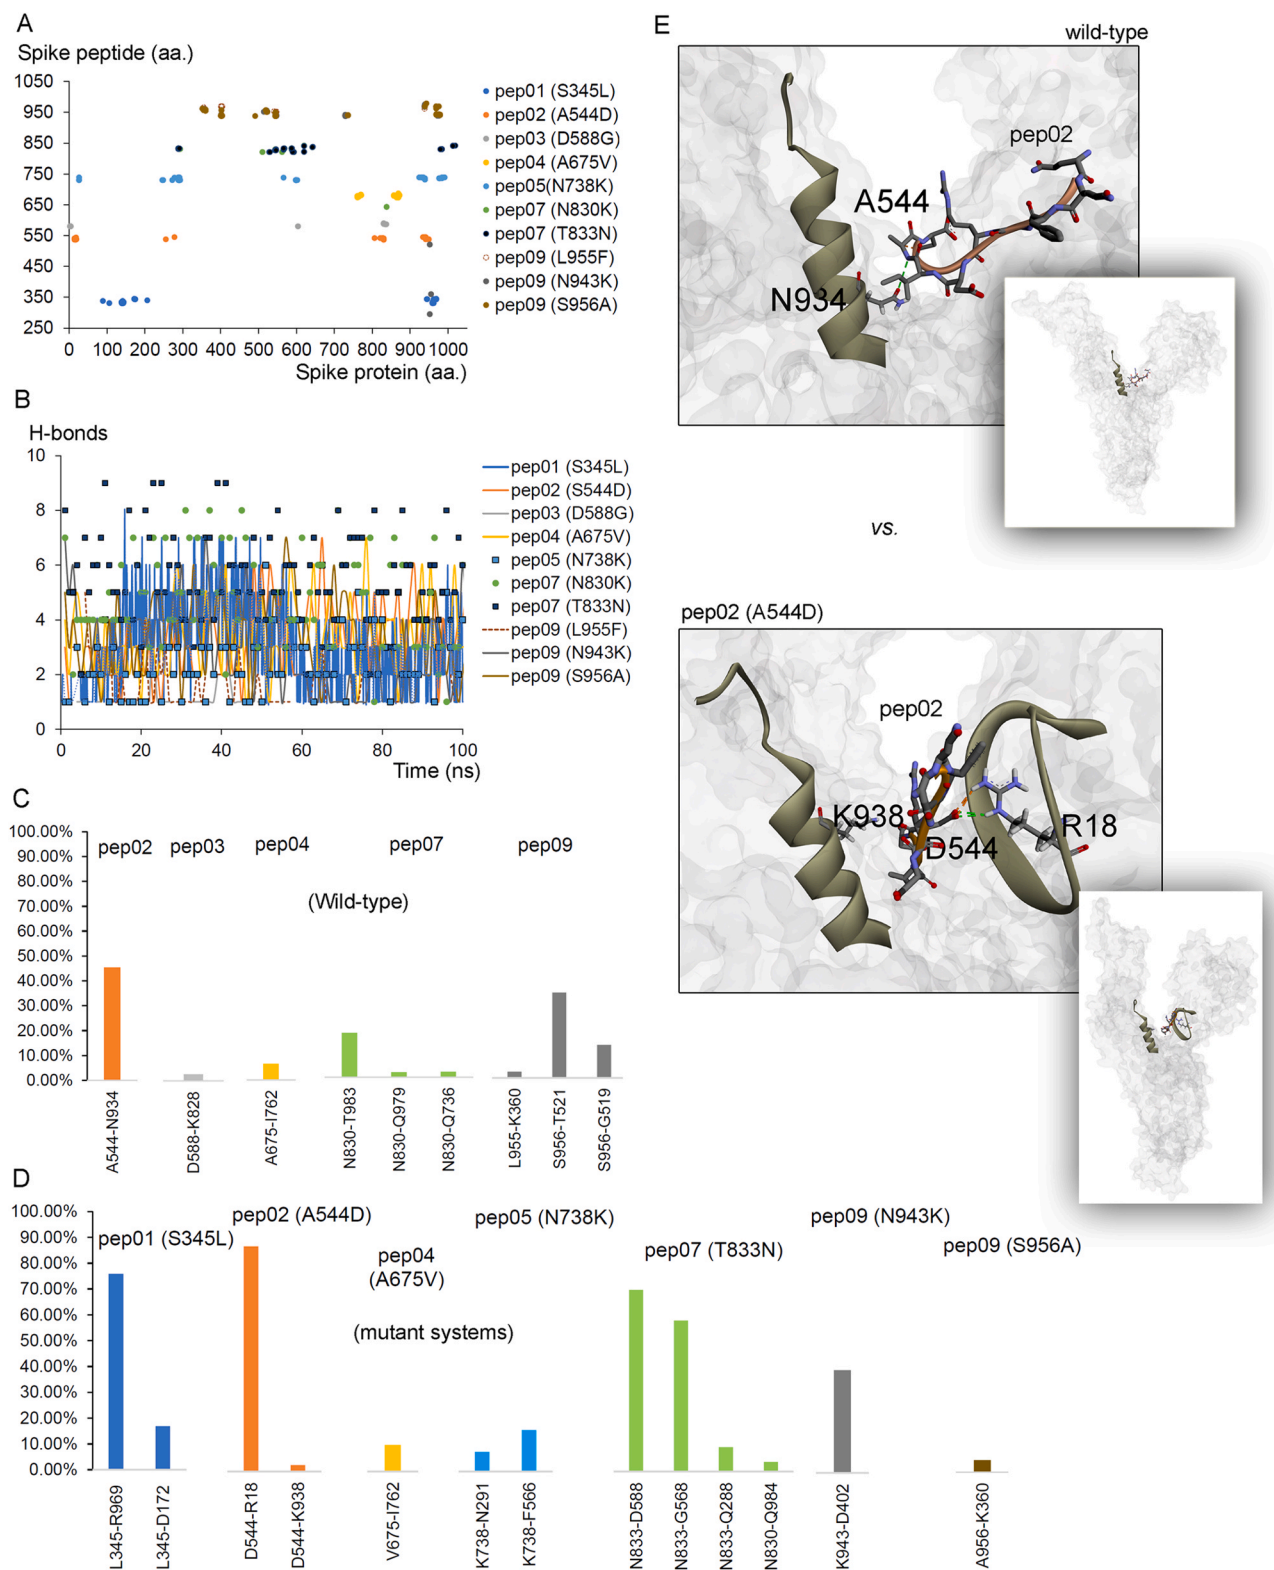 A
Spike peptide (aa.)
1050
950
850
750
650
550
450
350
250
0 100 200 300 400 500 600 700 800 900 1000
Spike protein (aa.)
pep01 (S345L)
pep02 (A544D)
pep03 (D588G)
pep04 (A675V)
pep05(N738K)
pep07 (N830K)
pep07 (T833N)
pep09 (L955F)
pep09 (N943K)
pep09 (S956A)
B
H-bonds
10
8
6
4
2
0
0 20 40 60 80 100
Time (ns)
pep01 (S345L)
pep02 (S544D)
pep03 (D588G)
pep04 (A675V)
pep05 (N738K)
pep07 (N830K)
pep07 (T833N)
pep09 (L955F)
pep09 (N943K)
pep09 (S956A)
C
100.00%
90.00%
80.00%
70.00%
60.00%
50.00%
40.00%
30.00%
20.00%
10.00%
0.00%
pep02 pep03 pep04 pep07 pep09
(Wild-type)
A544-N934
D588-K828
A675-I762
N830-T983
N830-Q979
N830-Q736
L955-K360
S956-T521
S956-G519
D
100.00%
90.00%
80.00%
70.00%
60.00%
50.00%
40.00%
30.00%
20.00%
10.00%
0.00%
pep01 (S345L)
pep02 (A544D)
pep04
(A675V)
pep05 (N738K)
pep07 (T833N)
pep09 (N943K)
pep09 (S956A)
(mutant systems)
L345-R969
L345-D172
D544-R18
D544-K938
V675-I762
K738-N291
K738-F566
N833-D588
N833-G568
N833-Q288
N830-Q984
K943-D402
A956-K360
E
wild-type
pep02
A544
N934
vs.
pep02 (A544D)
pep02
K938
D544
R18